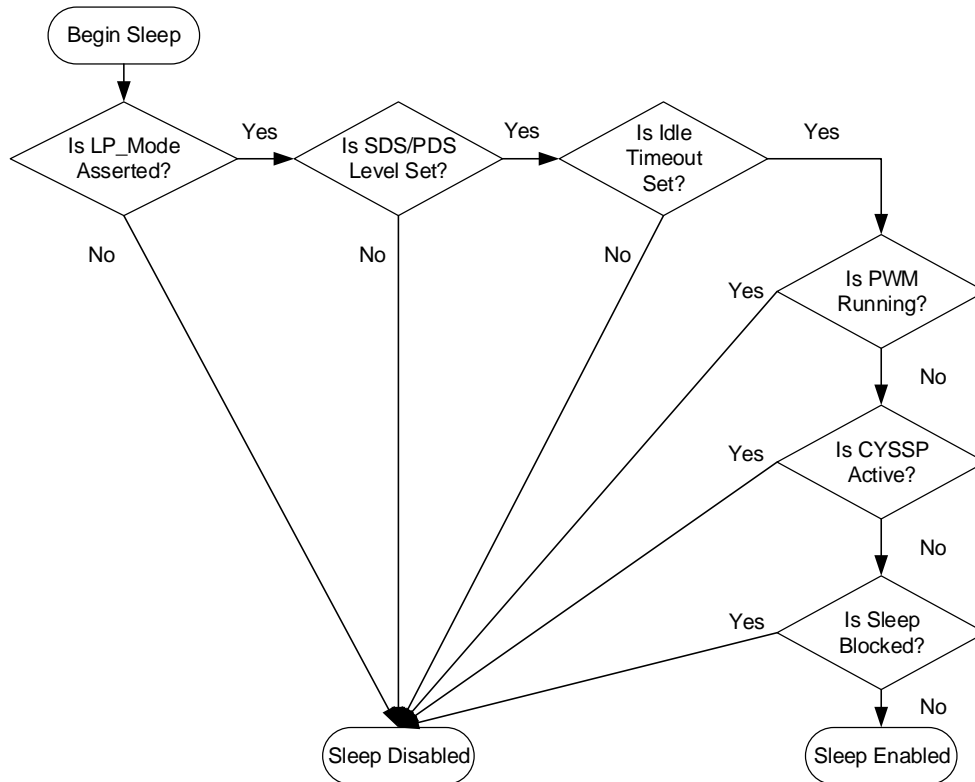 Begin Sleep
Is LP_Mode
Asserted?
Yes
Is SDS/PDS
Level Set?
Yes
Is Idle
Timeout
Set?
Yes
No
No
No
Is PWM
Running?
Yes
No
Is CYSSP
Active?
Yes
No
Is Sleep
Blocked?
Yes
No
Sleep Disabled
Sleep Enabled